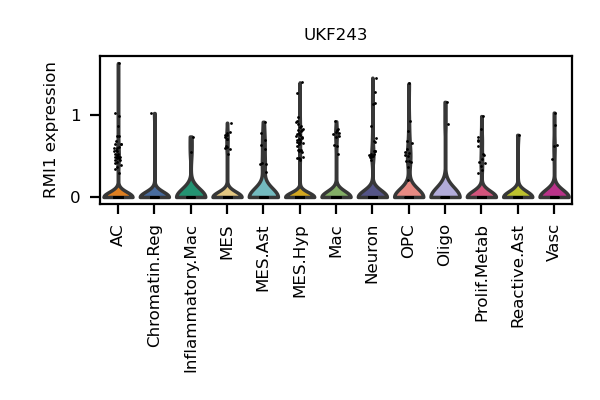 UKF243
RMI1 expression
1
0
AC
Chromatin.Reg
Inflammatory.Mac
MES
MES.Ast
MES.Hyp
Mac
Neuron
OPC
Oligo
Prolif.Metab
Reactive.Ast
Vasc